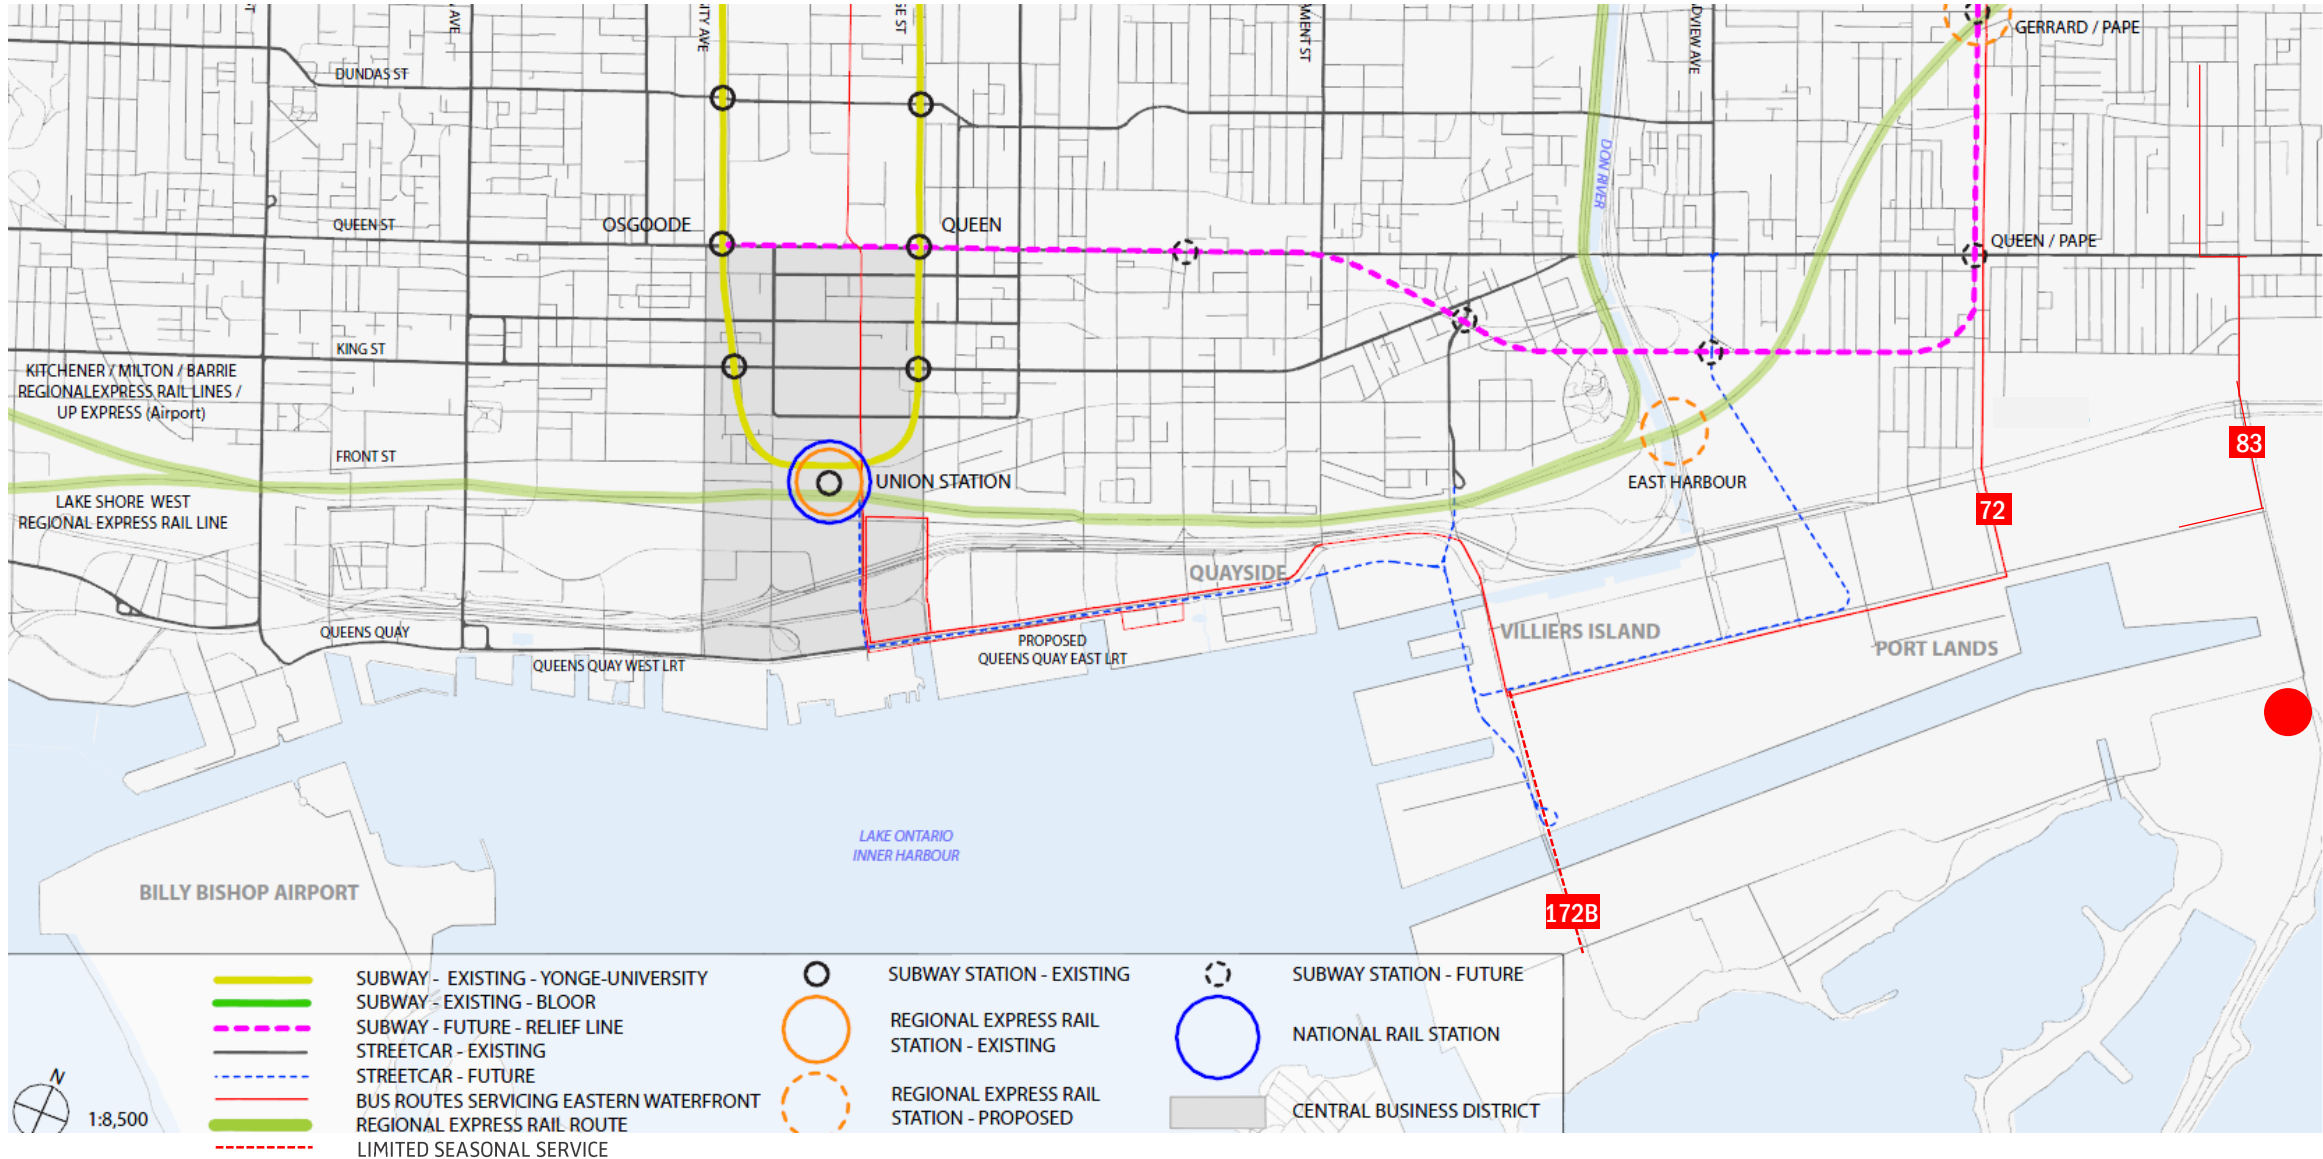 AVE
GERRARD / PAPE
DUNDAS ST
DON RIVER
QUEEN ST
OSGOODE
QUEEN
QUEEN / PAPE
KING ST
KITCHENER / MILTON / BARRIE
REGIONALEXPRESS RAIL LINES /
UP EXPRESS (Airport)
83
FRONT ST
UNION STATION
EAST HARBOUR
LAKE SHORE WEST
REGIONAL EXPRESS RAIL LINE
72
QUAYSIDE
QUEENS QUAY
VILLIERS ISLAND
PROPOSED
QUEENS QUAY EAST LRT
PORT LANDS
QUEENS QUAY WEST LRT
LAKE ONTARIO
INNER HARBOUR
BILLY BISHOP AIRPORT
172B
SUBWAY - EXISTING - YONGE-UNIVERSITY
SUBWAY - EXISTING - BLOOR
SUBWAY - FUTURE - RELIEF LINE
STREETCAR - EXISTING
STREETCAR - FUTURE
BUS ROUTES SERVICING EASTERN WATERFRONT
REGIONAL EXPRESS RAIL ROUTE
LIMITED SEASONAL SERVICE
SUBWAY STATION - EXISTING
REGIONAL EXPRESS RAIL
STATION - EXISTING
REGIONAL EXPRESS RAIL
STATION - PROPOSED
SUBWAY STATION - FUTURE
NATIONAL RAIL STATION
CENTRAL BUSINESS DISTRICT
N
1:8,500